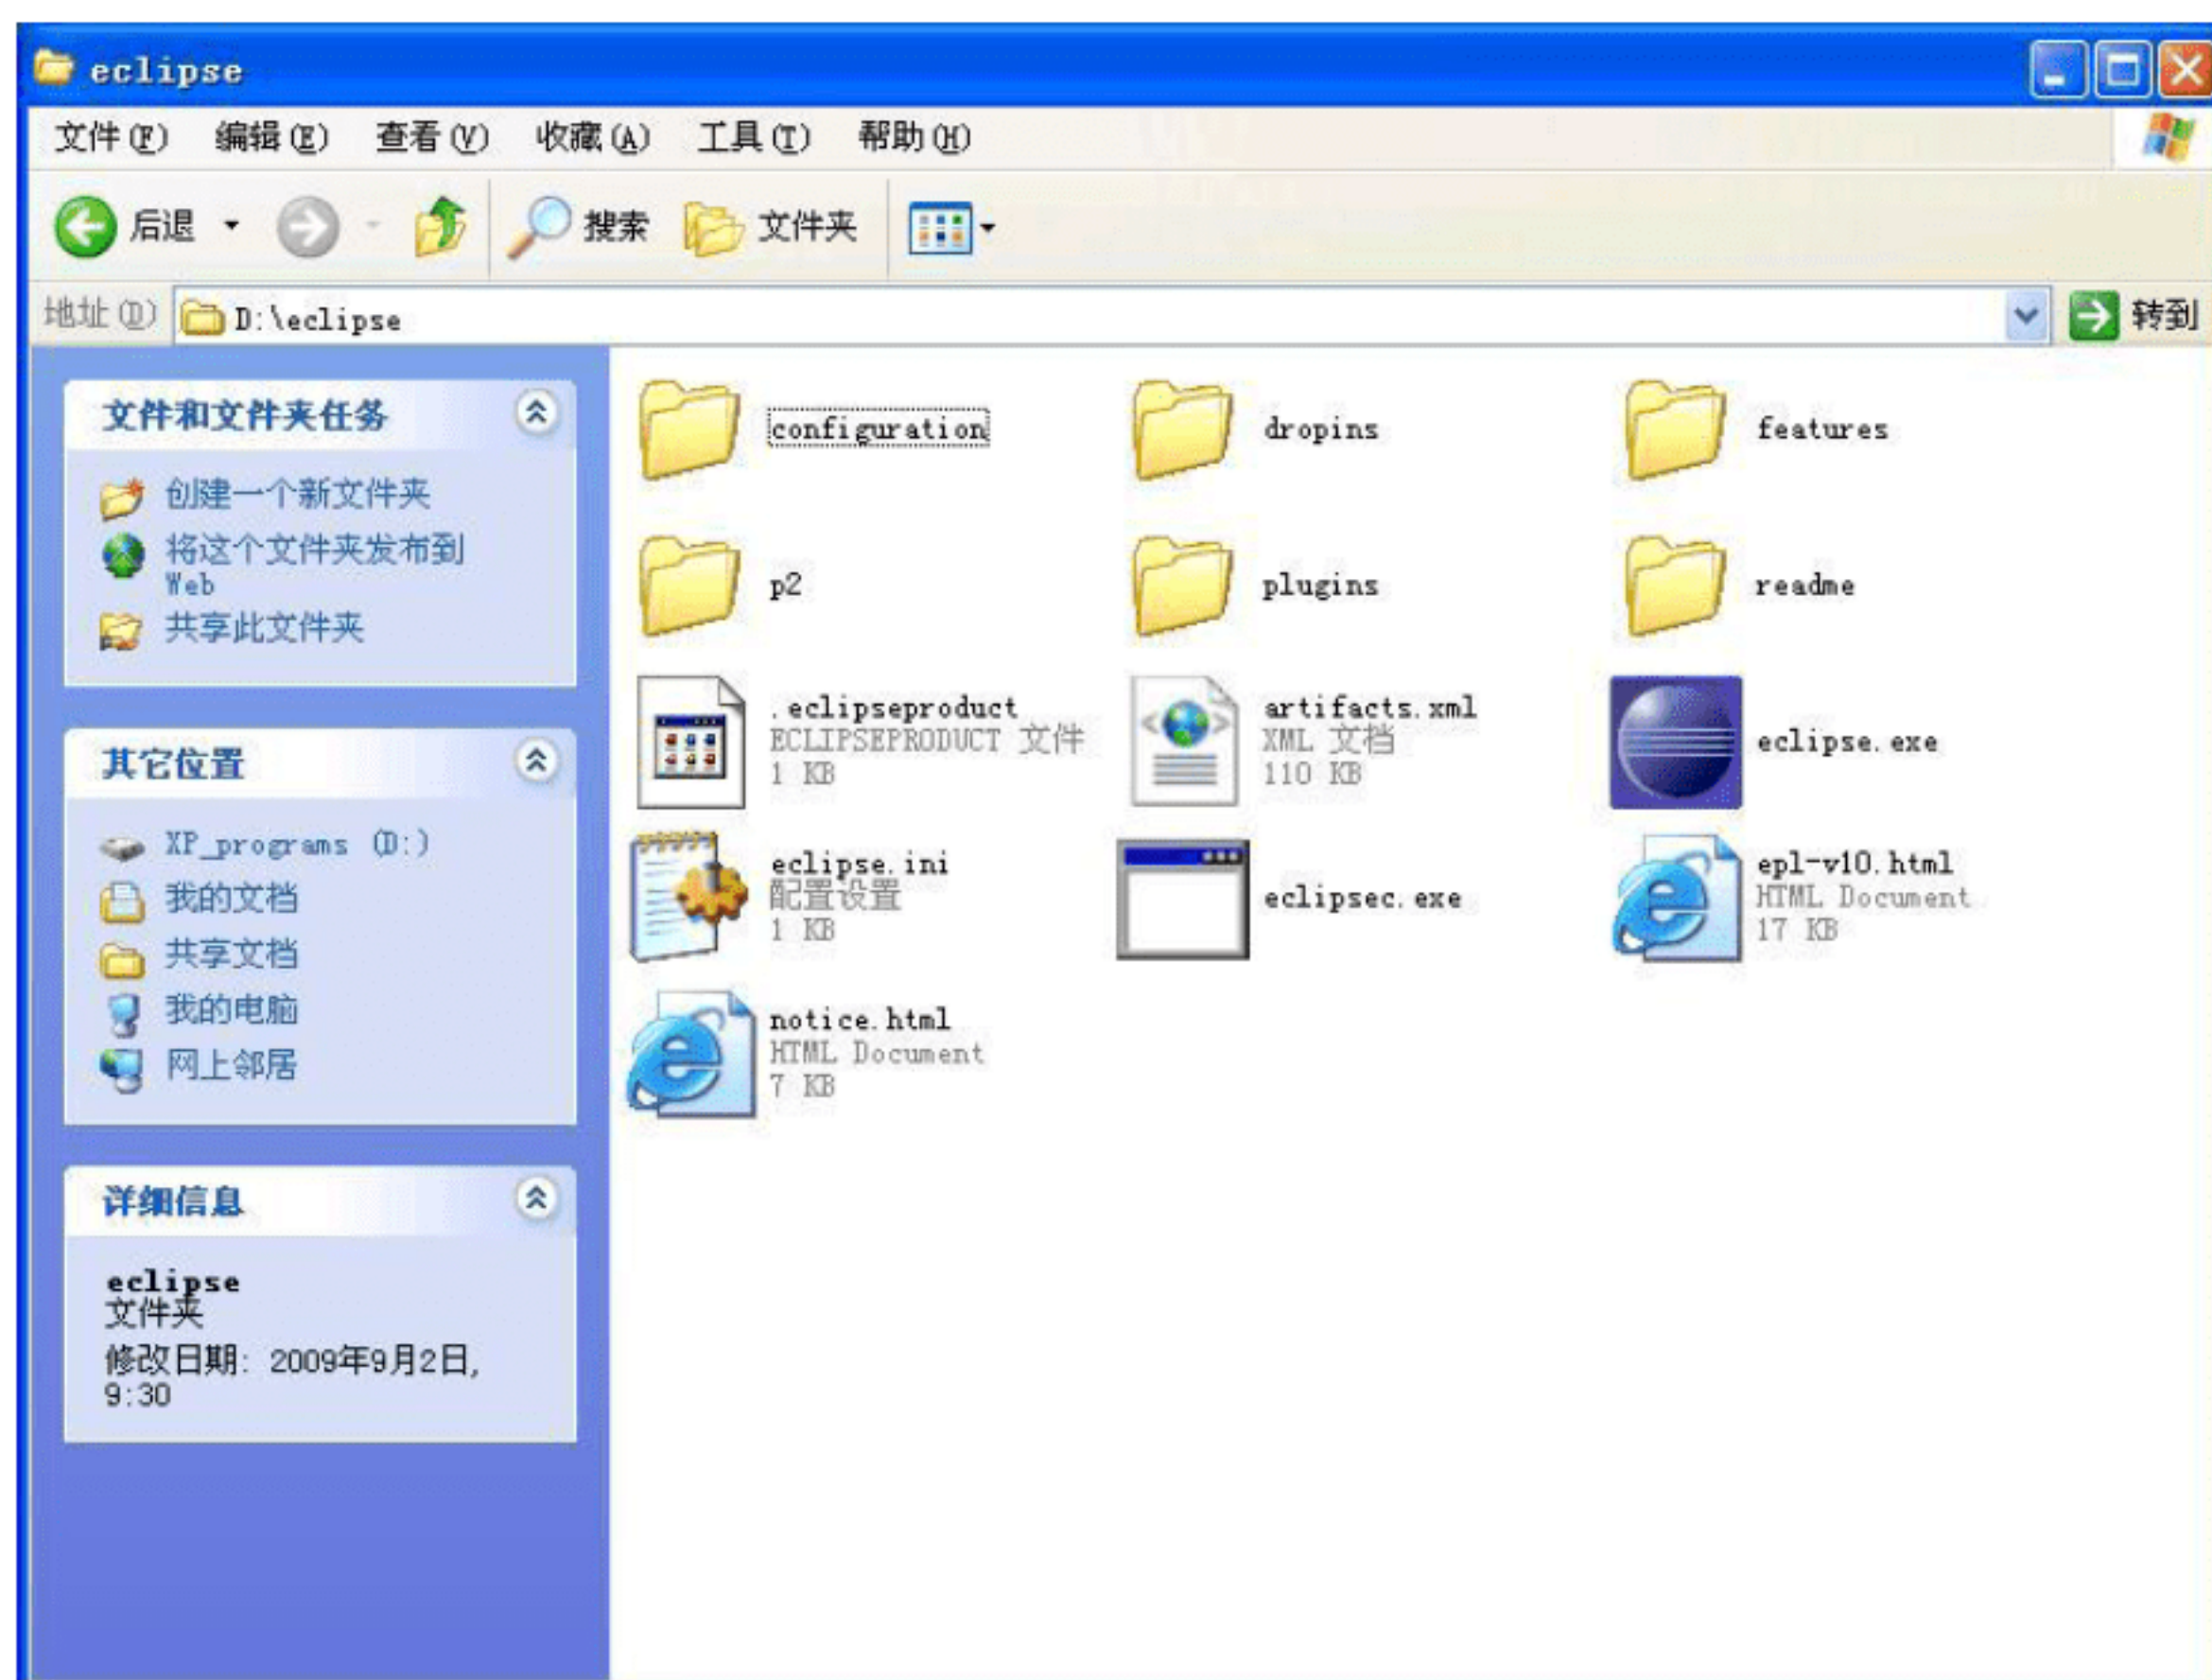 eclipse
文件(F) 编辑(E) 查看(V) 收藏(A) 工具(T) 帮助(H)
后退 搜索 文件夹
地址(D) D:\eclipse 转到
文件和文件夹任务
创建一个新文件夹
将这个文件夹发布到
Web
共享此文件夹
其它位置
XP_programs (D:)
我的文档
共享文档
我的电脑
网上邻居
详细信息
eclipse
文件夹
修改日期: 2009年9月2日,
9:30
configuration dropins features
p2 plugins readme
.eclipseproduct
ECLIPSEPRODUCT 文件
1 KB
artifacts.xml
XML 文档
110 KB
eclipse.exe
eclipse.ini
配置设置
1 KB
eclipsec.exe
epl-v10.html
HTML Document
17 KB
notice.html
HTML Document
7 KB